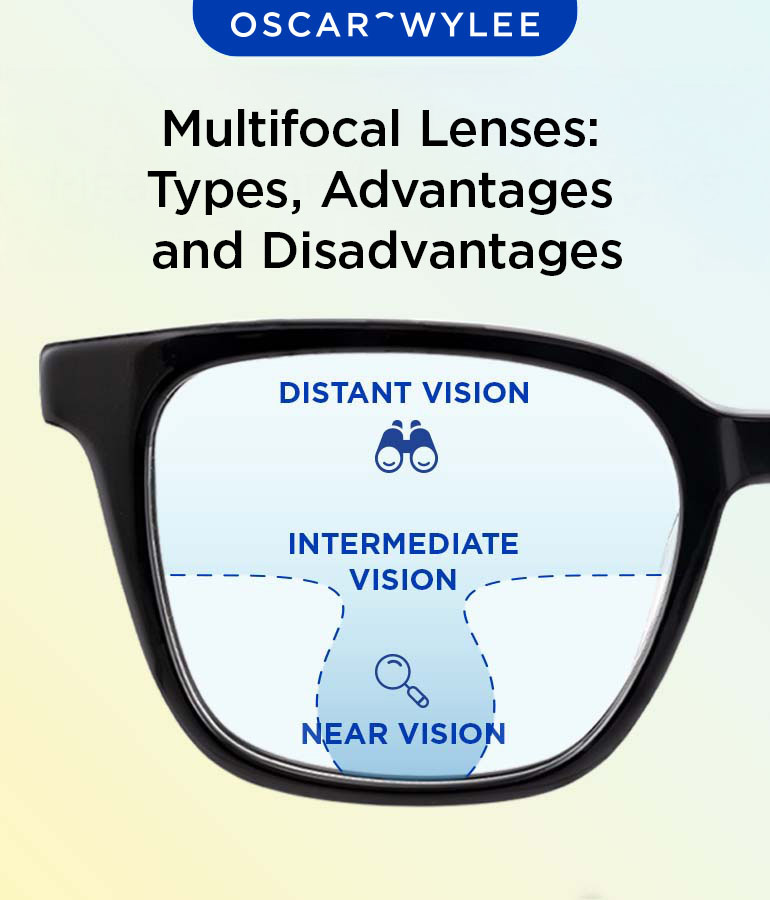 OSCAR WYLEE
Multifocal Lenses:
Types, Advantages
and Disadvantages
DISTANT VISION
INTERMEDIATE
VISION
NEAR VISION